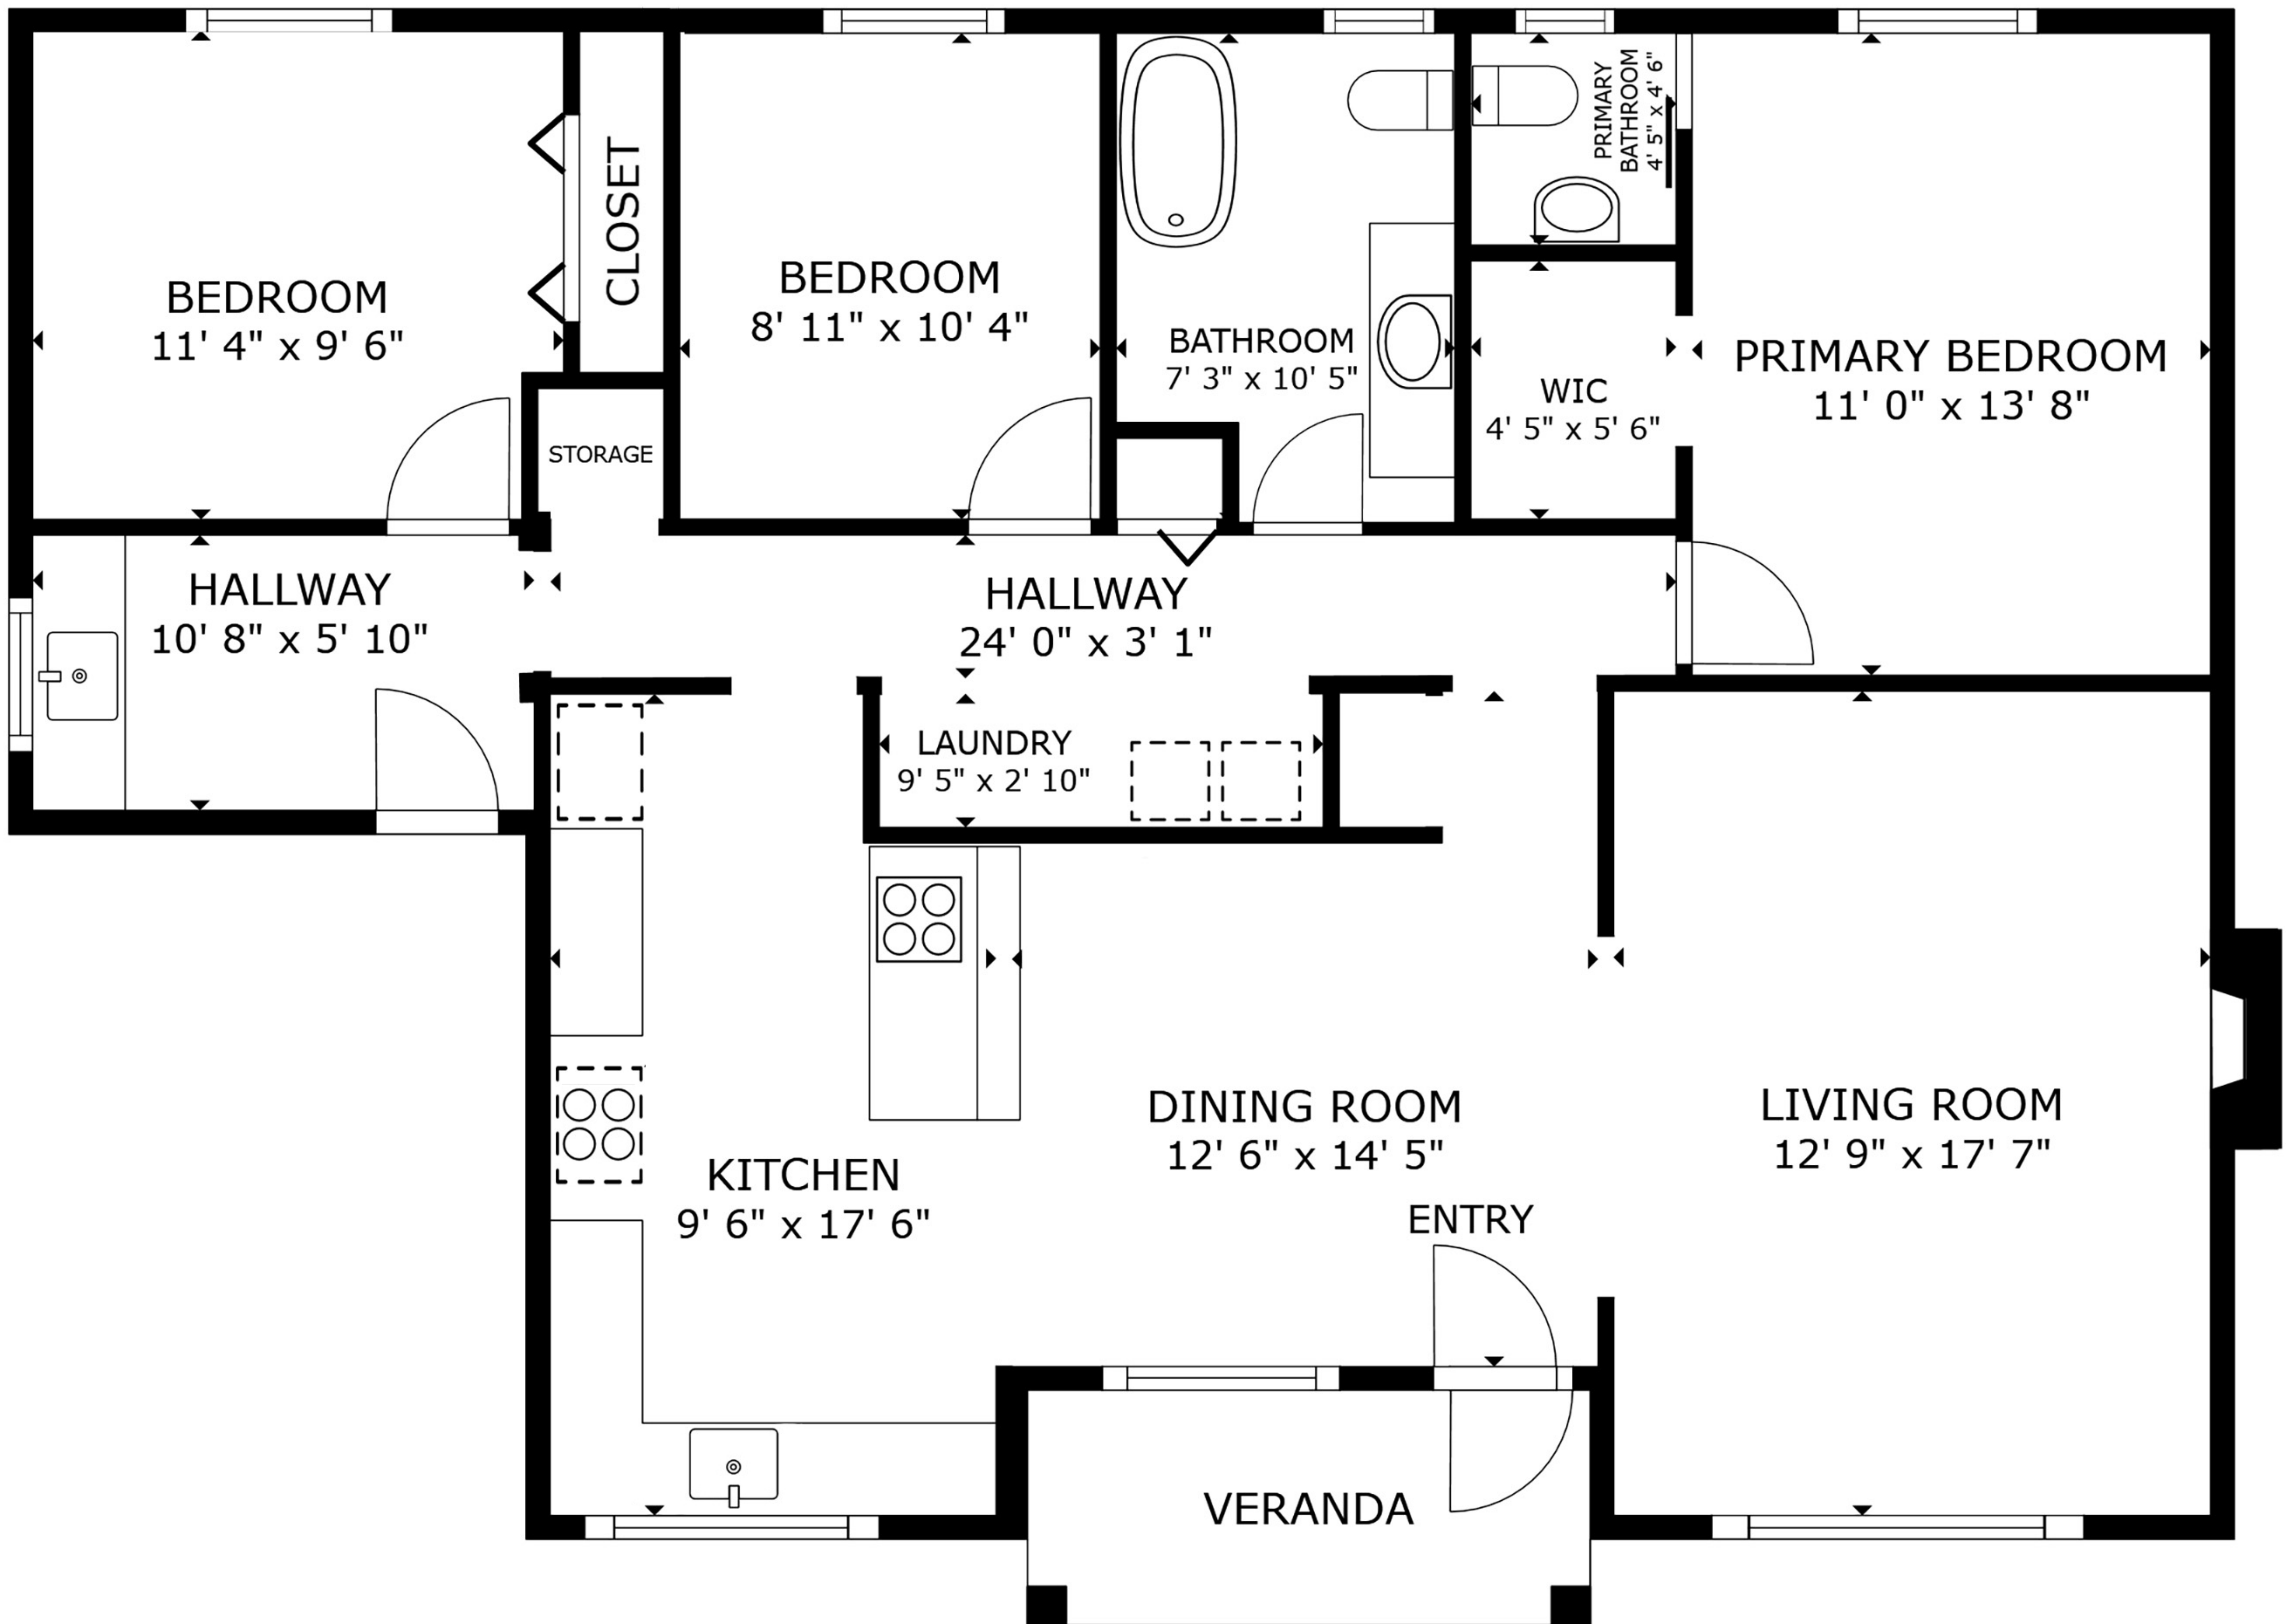 BEDROOM
11' 4" x 9' 6"
CLOSET
STORAGE
BEDROOM
8' 11" x 10' 4"
BATHROOM
7' 3" x 10' 5"
PRIMARY
BATHROOM
4' 5" x 4' 6"
WIC
4' 5" x 5' 6"
PRIMARY BEDROOM
11' 0" x 13' 8"
HALLWAY
10' 8" x 5' 10"
HALLWAY
24' 0" x 3' 1"
LAUNDRY
9' 5" x 2' 10"
KITCHEN
9' 6" x 17' 6"
DINING ROOM
12' 6" x 14' 5"
ENTRY
LIVING ROOM
12' 9" x 17' 7"
VERANDA